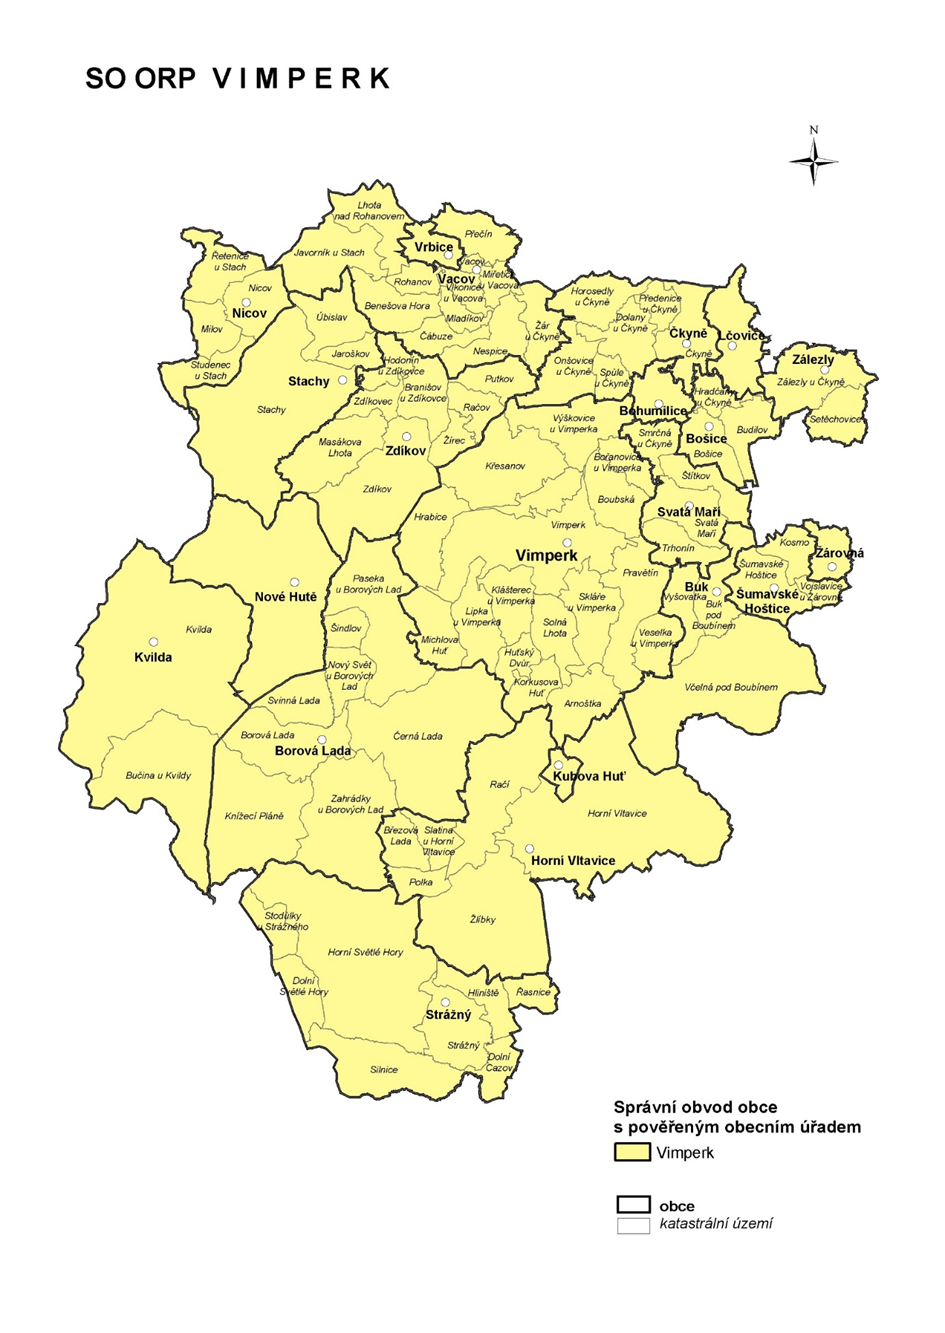 SO ORP V I M P E R K
N
Lhota
nad Rohanovem
Přečín
Vrbice
Javorník u Stach
Řetenice
u Stach
Vacov
Vacov
Miřetice
u Vacova
Nicov
Nicov
Rohanov
Vlkonice
u Vacova
Benešova Hora
Mladíkov
Úbislav
Milov
Čábuze
Žár
u Čkyně
Nespice
Horosedly
u Čkyně
Předenice
u Čkyně
Dolany
u Čkyně
Čkyně
Čkyně
Lčovice
Zálezly
Zálezly u Čkyně
Setěchovice
Jaroškov
Hodonín
u Zdíkovce
Studenec
u Stach
Stachy
Stachy
Putkov
Onšovice
u Čkyně
Spůle
u Čkyně
Branišov
u Zdíkovce
Zdíkovec
Račov
Hradčany
u Čkyně
Bohumilice
Výškovice
u Vimperka
Smrčná
u Čkyně
Bošice
Bošice
Budilov
Masákova
Lhota
Zdíkov
Zdíkov
Žírec
Křesanov
Bořanovice
u Vimperka
Štítkov
Boubská
Svatá Maří
Svatá
Maří
Hrabice
Vimperk
Vimperk
Trhonín
Kosmo
Žárovná
Šumavské
Hoštice
Šumavské
Hoštice
Vojslavice
u Žárovné
Pravětín
Buk
Vyšovatka
Buk
pod
Boubínem
Nové Hutě
Paseka
u Borových Lad
Klášterec
u Vimperka
Skláře
u Vimperka
Lipka
u Vimperka
Solná
Lhota
Šindlov
Kvilda
Kvilda
Michlova
Huť
Veselka
u Vimperka
Huťský
Dvůr
Nový Svět
u Borových
Lad
Korkusova
Huť
Včelná pod Boubínem
Svinná Lada
Arnoštka
Borová Lada
Borová Lada
Černá Lada
Bučina u Kvildy
Kubova Huť
Račí
Zahrádky
u Borových Lad
Knížecí Pláně
Horní Vltavice
Březová
Lada
Slatina
u Horní
Vltavice
Horní Vltavice
Polka
Stodůlky
u Strážného
Žlíbky
Horní Světlé Hory
Dolní
Světlé Hory
Hliniště
Řasnice
Strážný
Strážný
Dolní
Cazov
Silnice
Správní obvod obce
s pověřeným obecním úřadem
Vimperk
obce
katastrální území